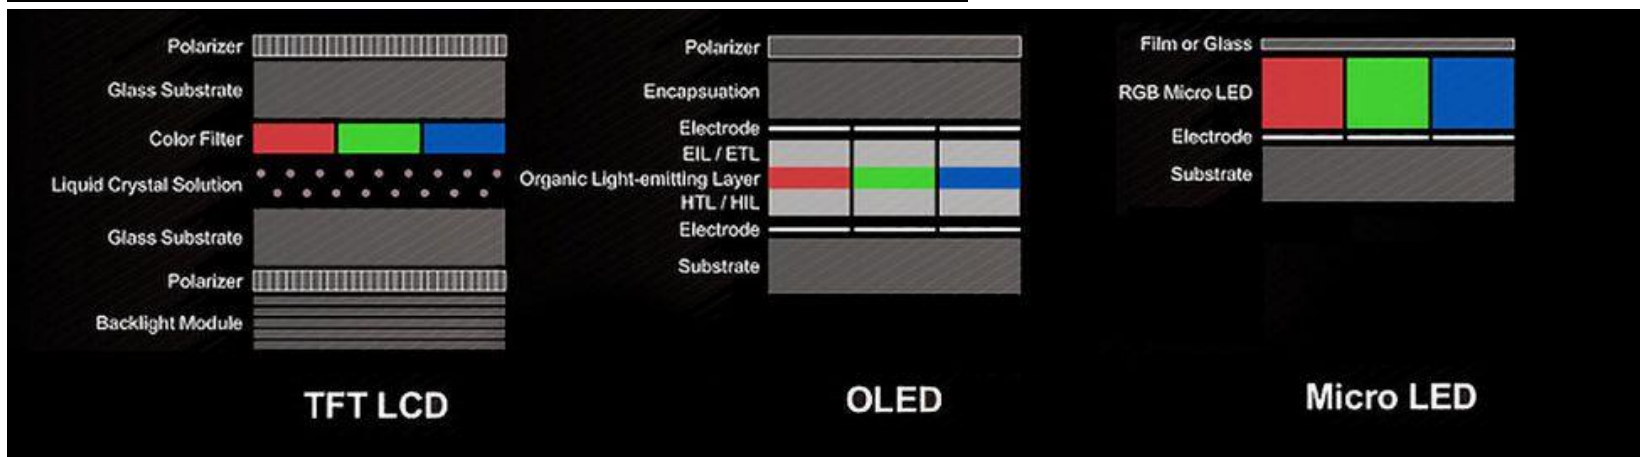 Polarizer
Glass Substrate
Color Filter
Liquid Crystal Solution
Glass Substrate
Polarizer
Backlight Module
TFT LCD
Polarizer
Encapsuation
Electrode
EIL / ETL
Organic Light-emitting Layer
HTL / HIL
Electrode
Substrate
OLED
Film or Glass
RGB Micro LED
Electrode
Substrate
Micro LED